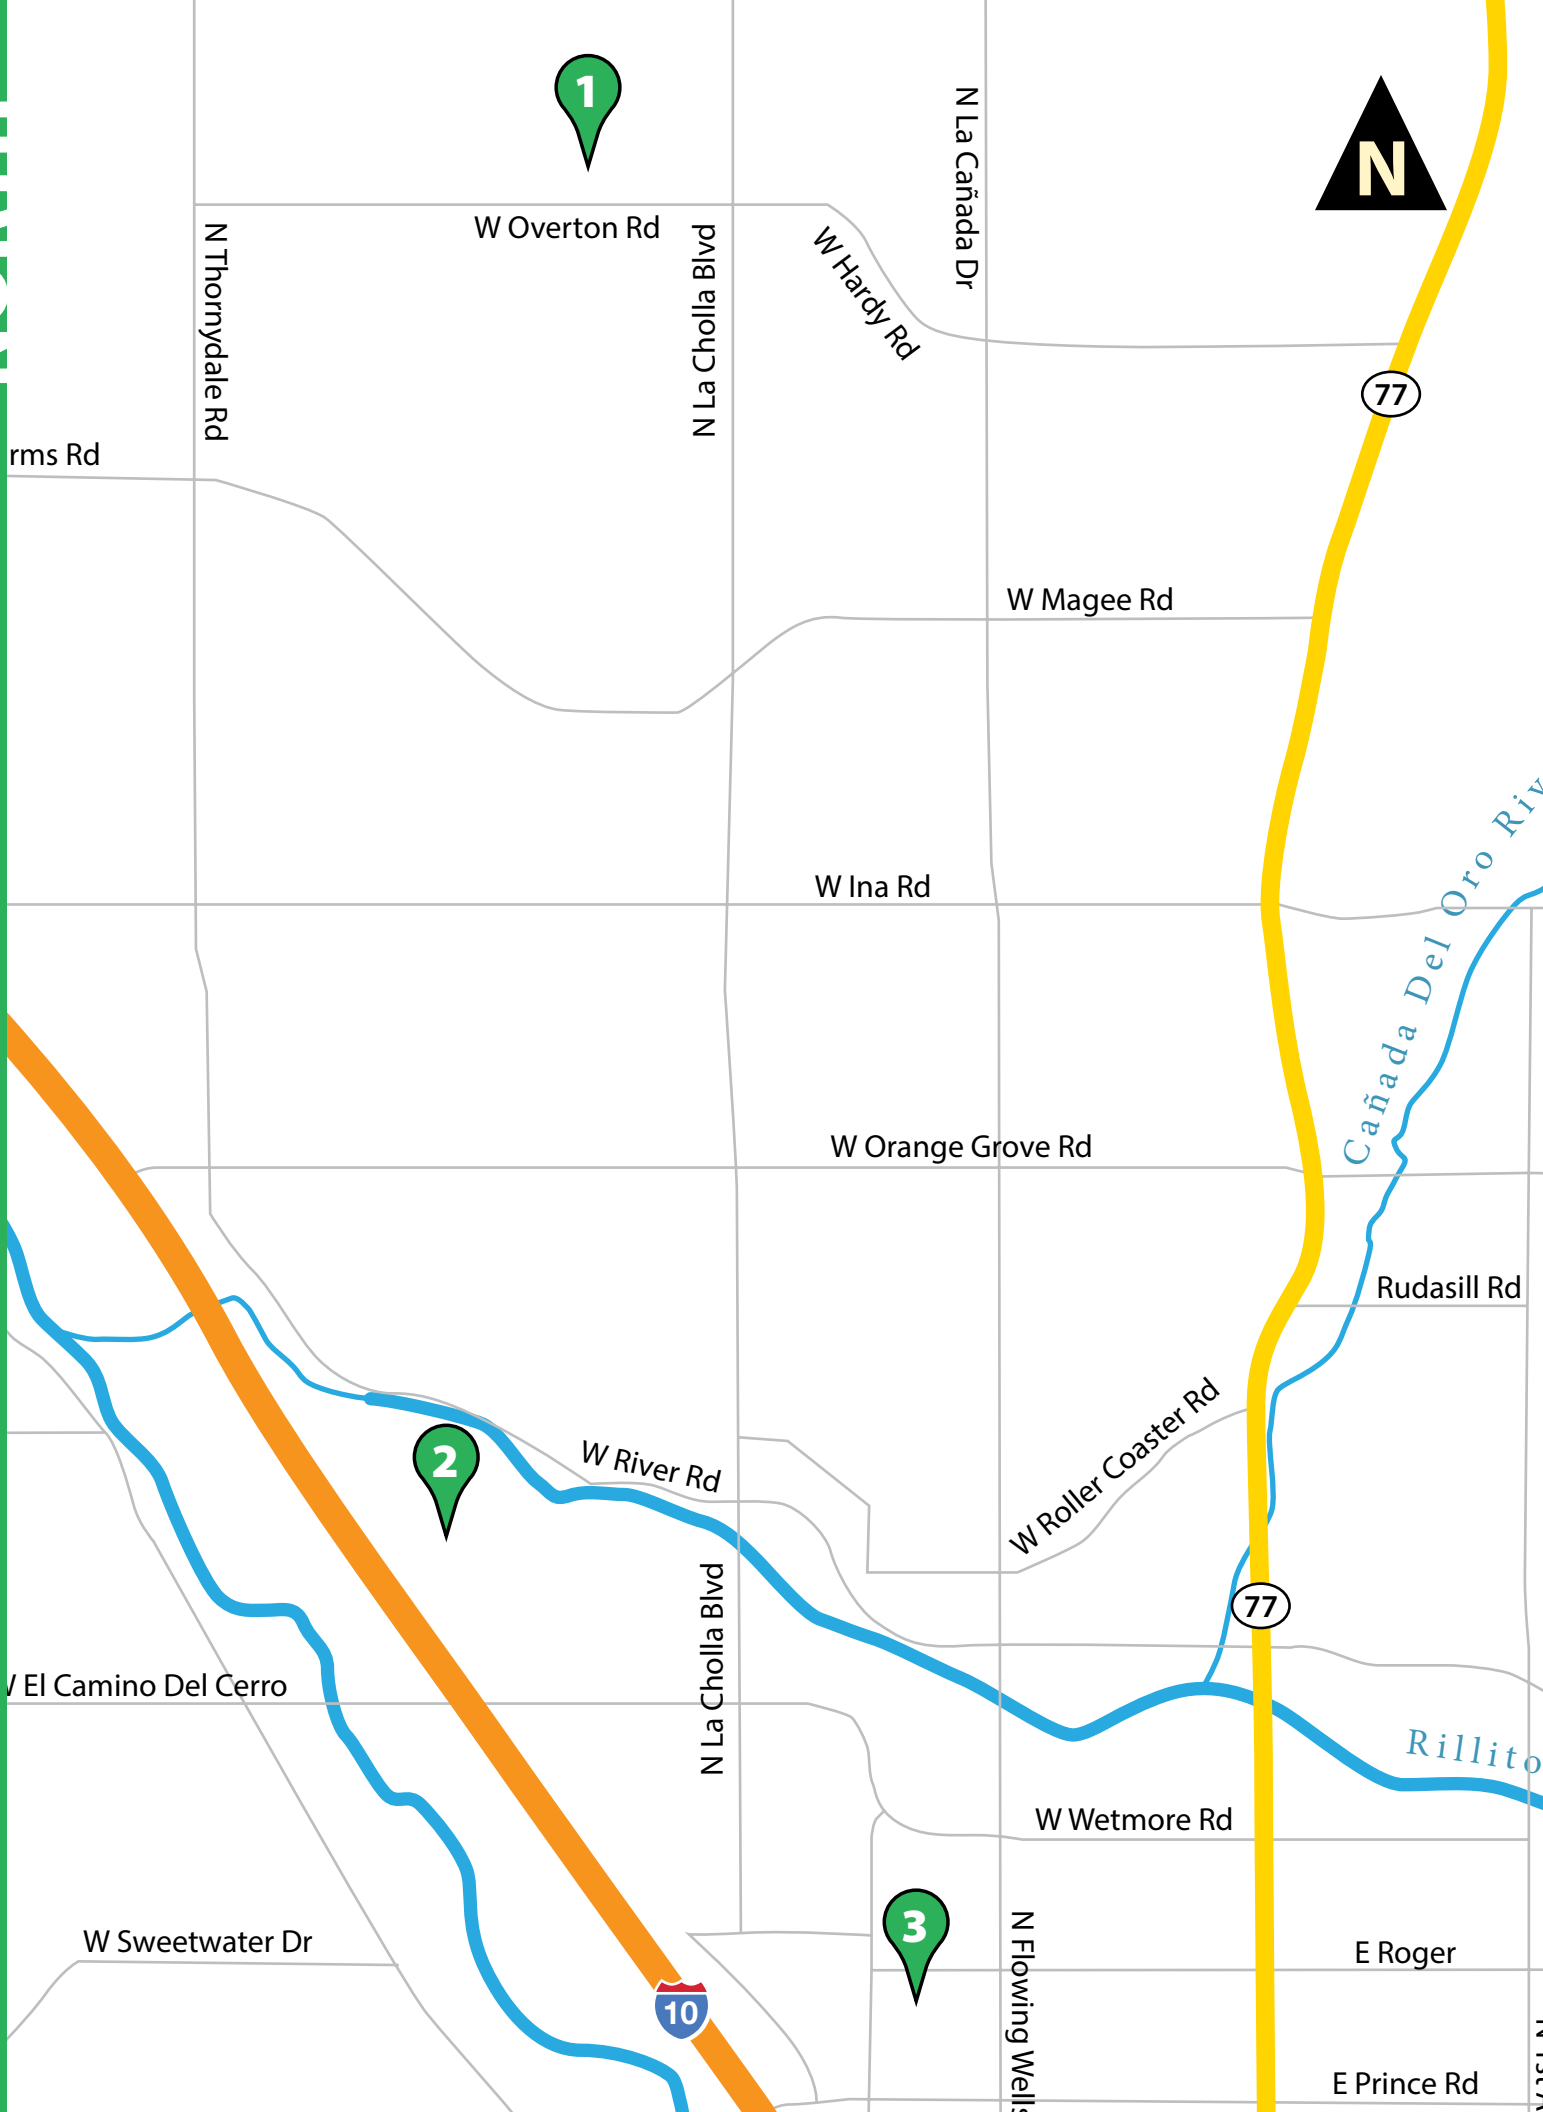 1
N La Cañada Dr
N
W Overton Rd
N Thornydale Rd
N La Cholla Blvd
W Hardy Rd
77
rms Rd
W Magee Rd
Cañada Del Oro Riv
W Ina Rd
W Orange Grove Rd
Rudasill Rd
W Roller Coaster Rd
2
W River Rd
N La Cholla Blvd
77
W El Camino Del Cerro
Rillito
W Wetmore Rd
3
N Flowing Wells
W Sweetwater Dr
E Roger
10
E Prince Rd